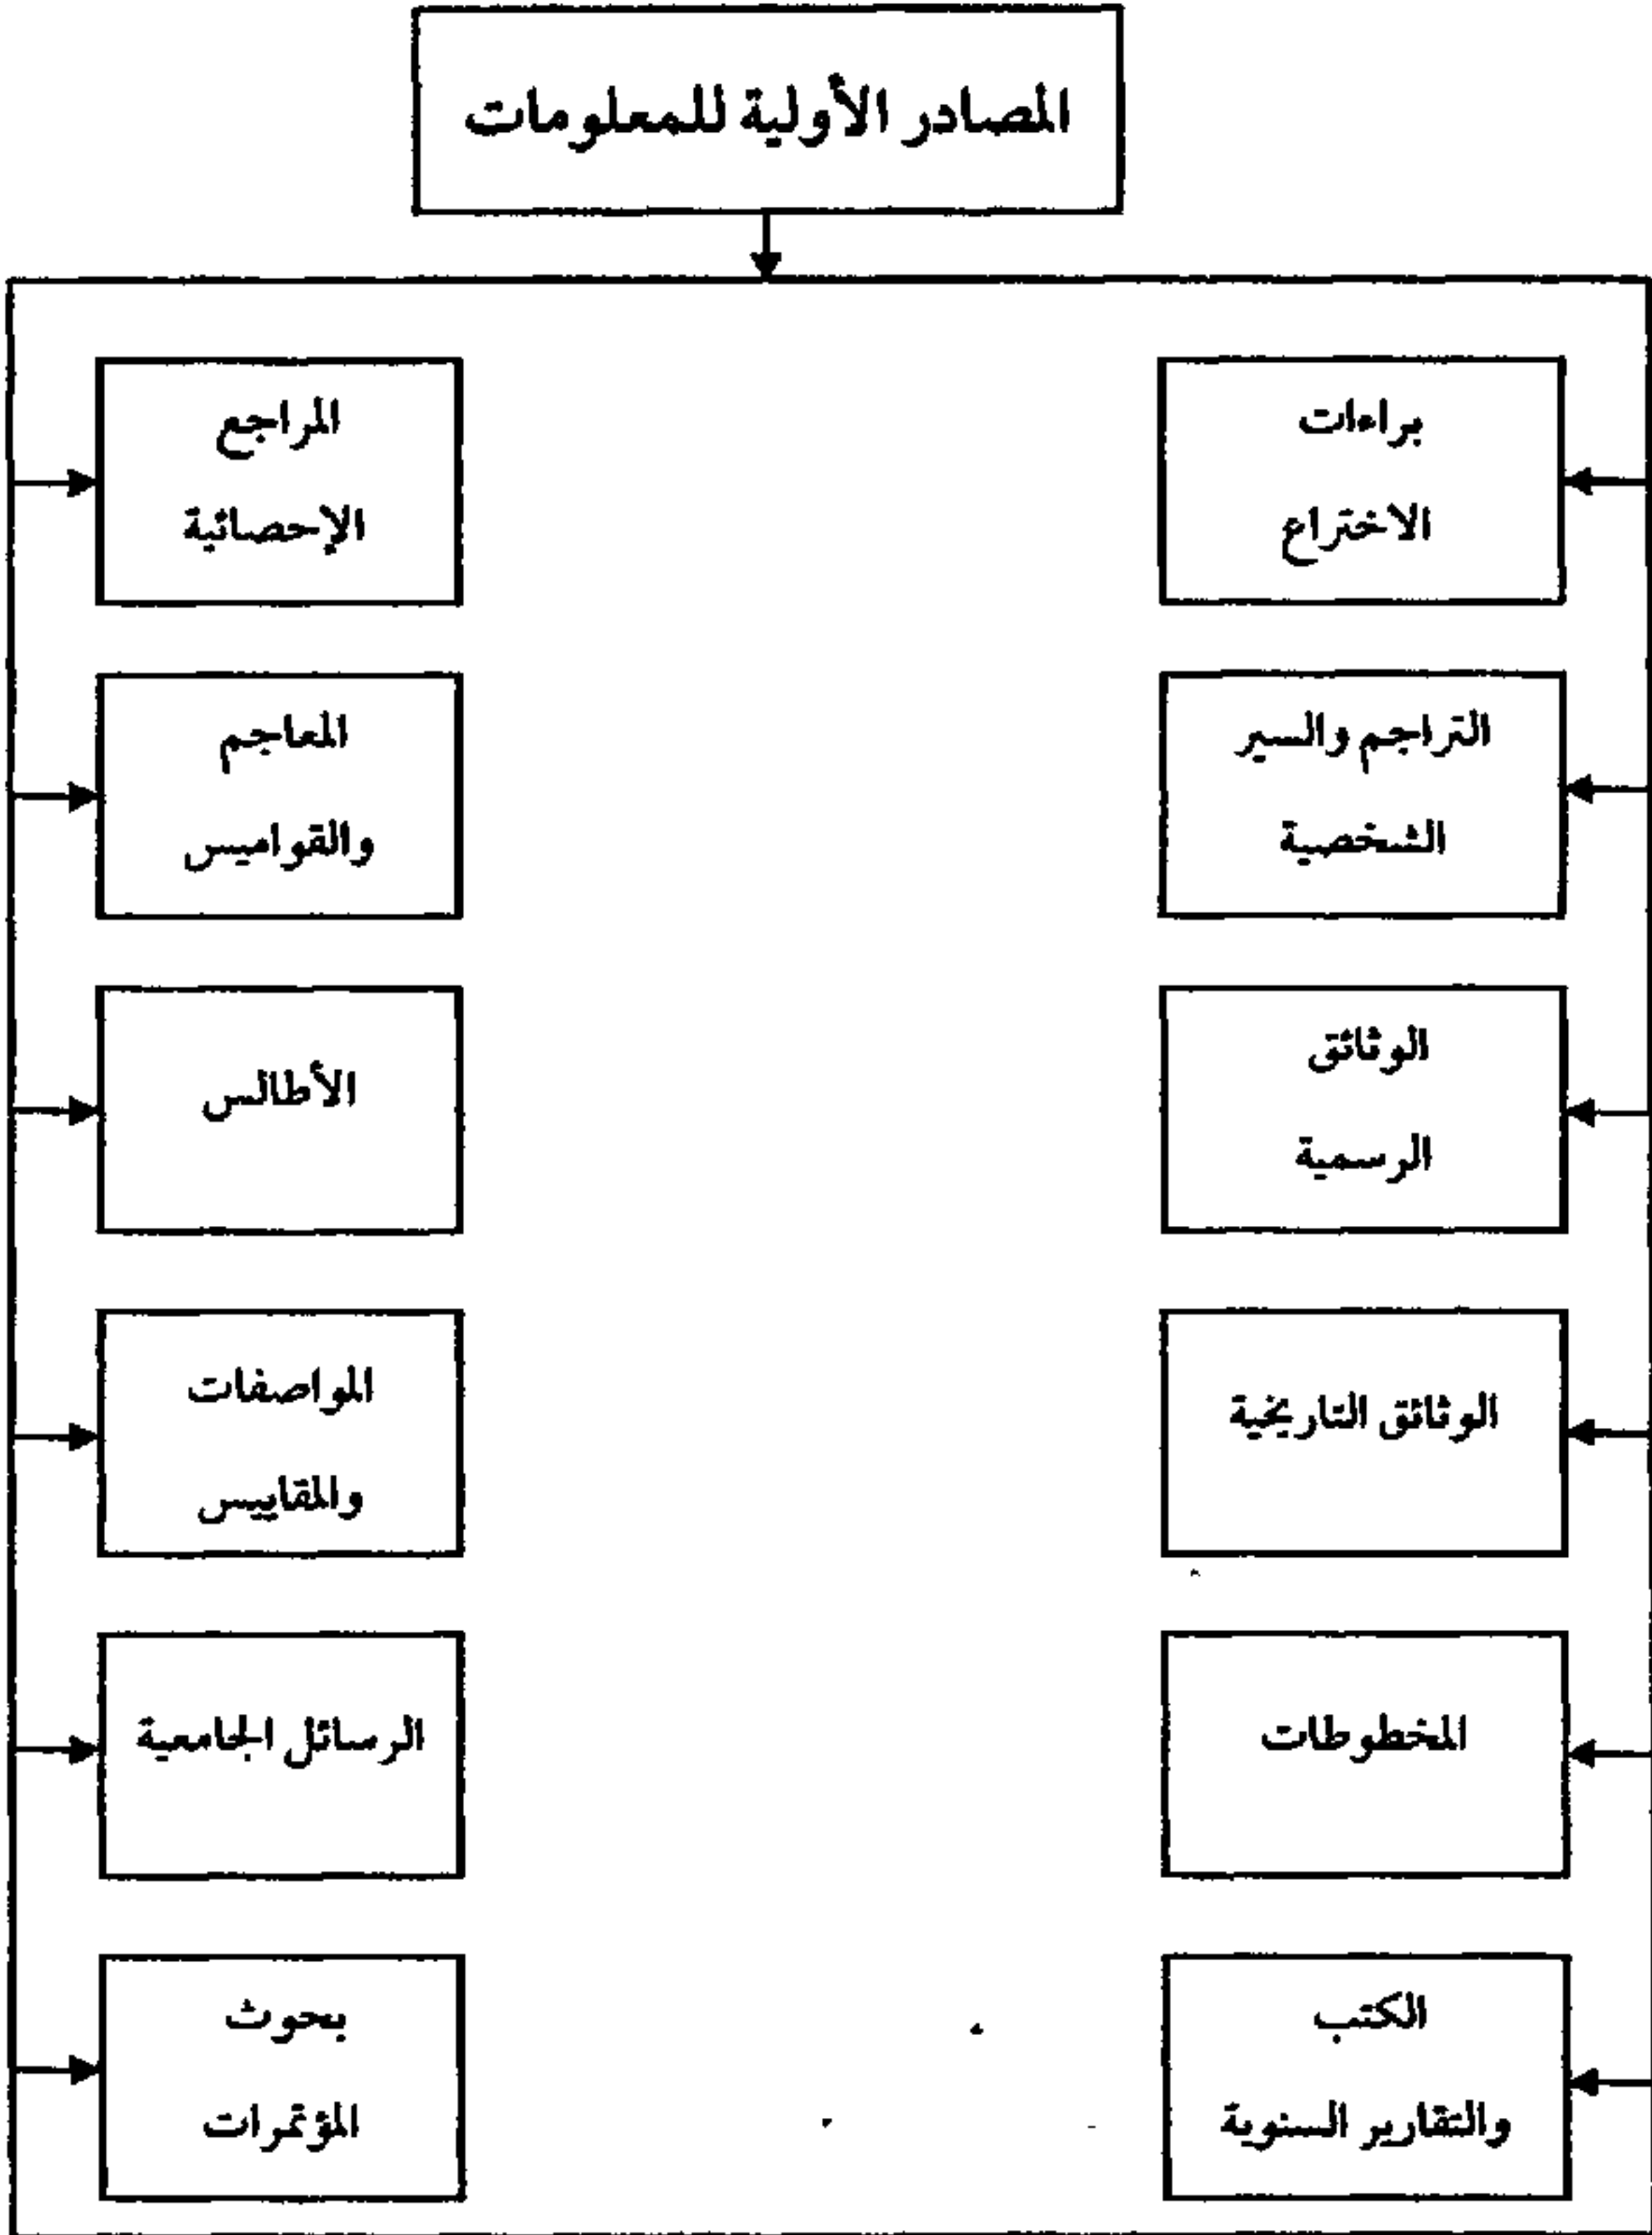 المصادر الأولية للمعلومات
براءات
الاختراع
التراجم والسير
الشخصية
الوثائق
الرسمية
الوثائق التاريخية
المخطوطات
الكتب
والتقارير السنوية
المراجع
الإحصائية
المعاجم
والقواميس
الأطالس
المواصفات
والمقاييس
الرسائل الجامعية
بحوث
المؤتمرات